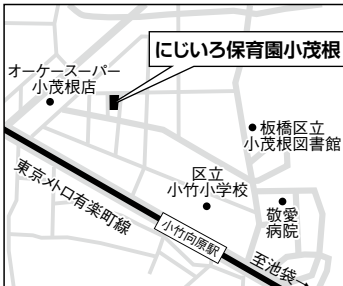 にじいろ保育園小茂根
オーケースーパー
小茂根店
板橋区立
小茂根図書館
区立
小竹小学校
敬愛
病院
東京メトロ有楽町線
小竹向原駅
至池袋→